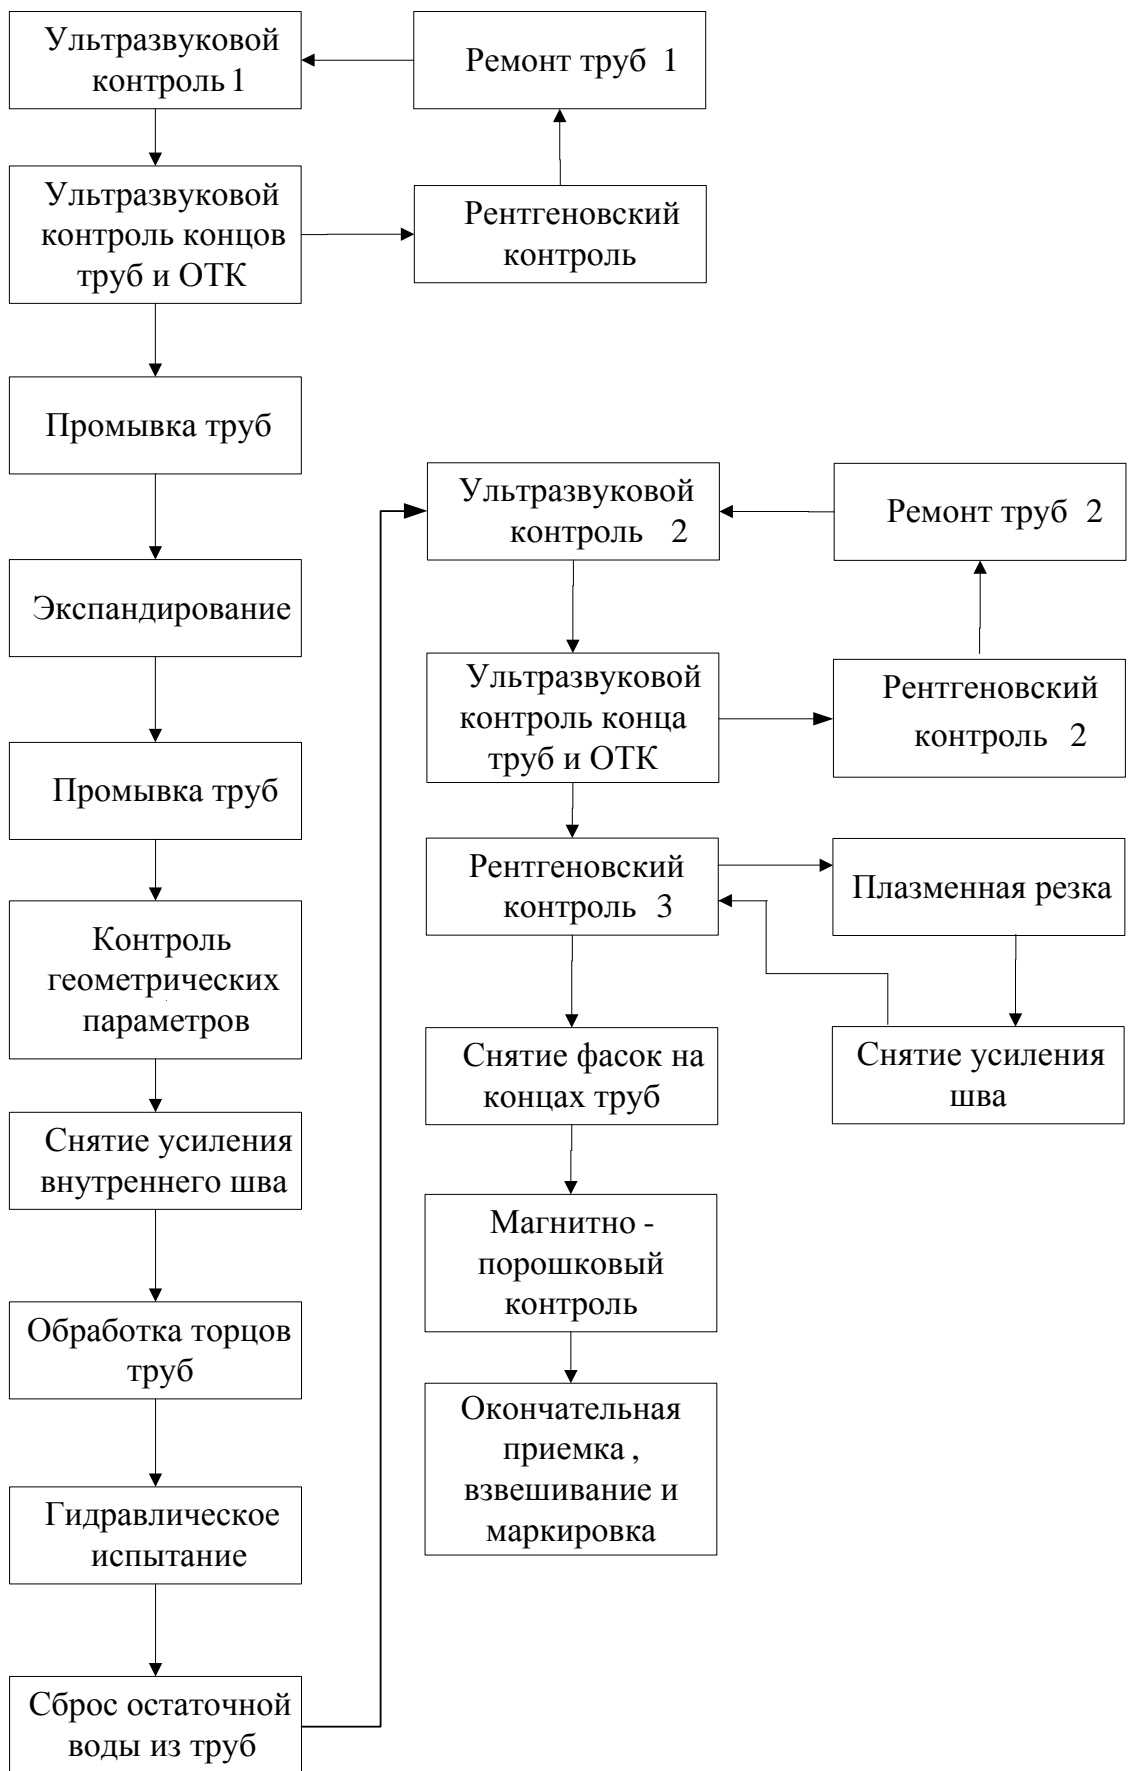 Ультразвуковой
контроль 1
Ремонт труб 1
Ультразвуковой
контроль концов
труб и ОТК
Рентгеновский
контроль
Промывка труб
Экспандирование
Промывка труб
Контроль
геометрических
параметров
Снятие усиления
внутреннего шва
Обработка торцов
труб
Гидравлическое
испытание
Сброс остаточной
воды из труб
Ультразвуковой
контроль 2
Ремонт труб 2
Ультразвуковой
контроль конца
труб и ОТК
Рентгеновский
контроль 2
Рентгеновский
контроль 3
Плазменная резка
Снятие усиления
шва
Снятие фасок на
концах труб
Магнитно -
порошковый
контроль
Окончательная
приемка ,
взвешивание и
маркировка